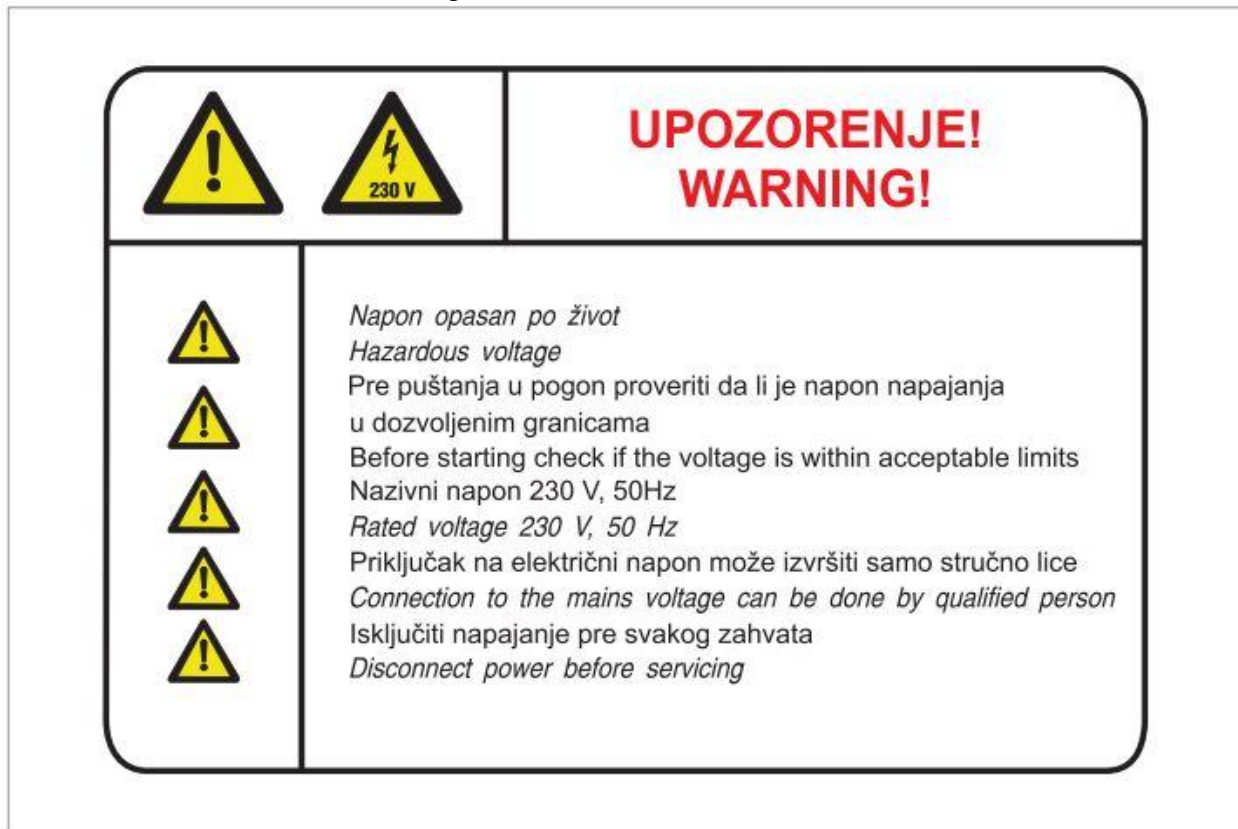 230 V
UPOZORENJE!
WARNING!
Napon opasan po život
Hazardous voltage
Pre puštanja u pogon proveriti da li je napon napajanja
u dozvoljenim granicama
Before starting check if the voltage is within acceptable limits
Nazivni napon 230 V, 50Hz
Rated voltage 230 V, 50 Hz
Priključak na električni napon može izvršiti samo stručno lice
Connection to the mains voltage can be done by qualified person
Isključiti napajanje pre svakog zahvata
Disconnect power before servicing